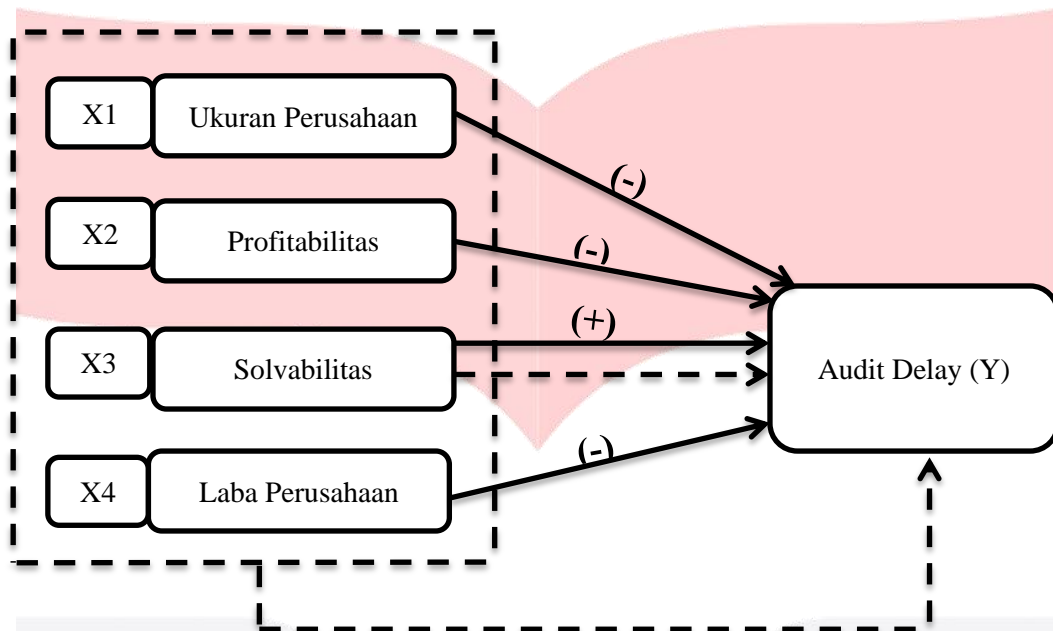 X1 Ukuran Perusahaan
(-)
X2 Profitabilitas
(-)
(+)
X3 Solvabilitas
Audit Delay (Y)
(-)
X4 Laba Perusahaan